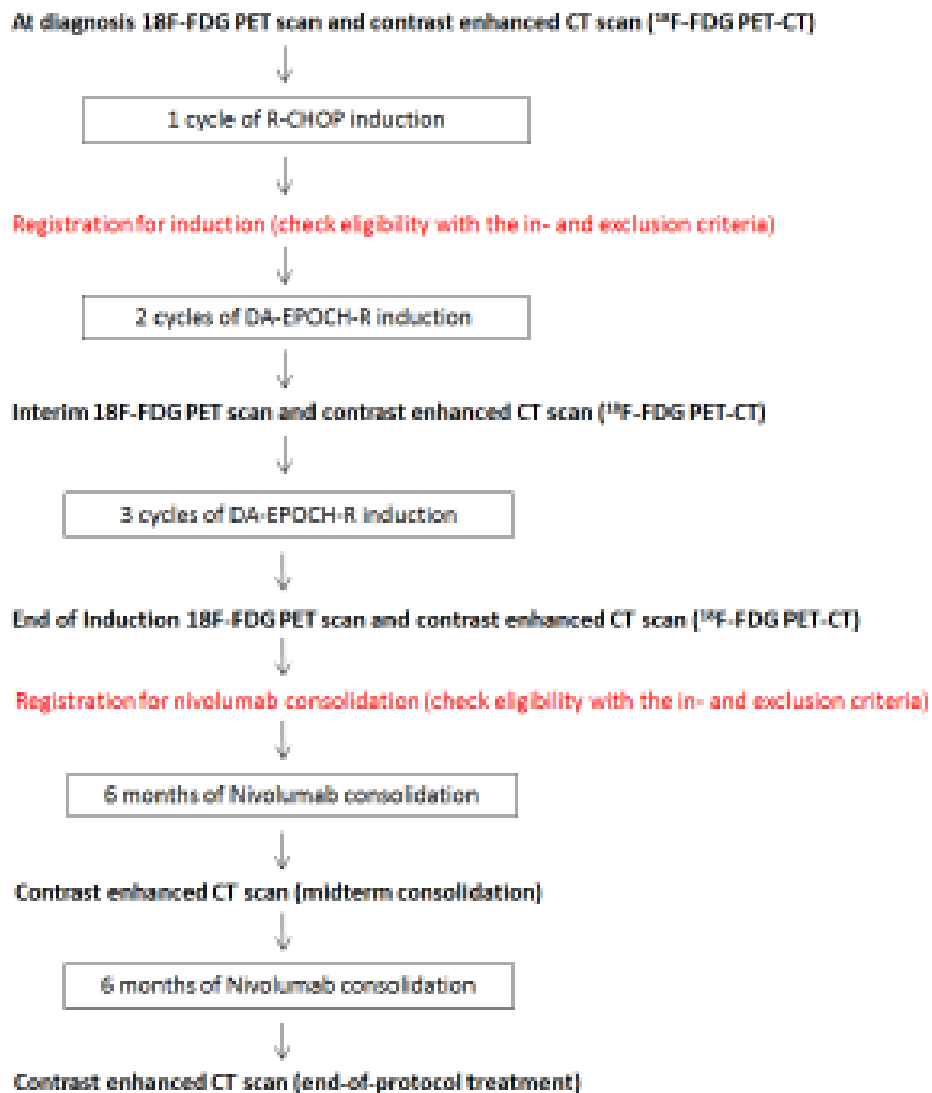 At diagnosis 18F-FDG PET scan and contrast enhanced CT scan (¹⁸F-FDG PET-CT)
1 cycle of R-CHOP induction
Registration for induction (check eligibility with the in- and exclusion criteria)
2 cycles of DA-EPOCH-R induction
Interim 18F-FDG PET scan and contrast enhanced CT scan (¹⁸F-FDG PET-CT)
3 cycles of DA-EPOCH-R induction
End of Induction 18F-FDG PET scan and contrast enhanced CT scan (¹⁸F-FDG PET-CT)
Registration for nivolumab consolidation (check eligibility with the in- and exclusion criteria)
6 months of Nivolumab consolidation
Contrast enhanced CT scan (midterm consolidation)
6 months of Nivolumab consolidation
Contrast enhanced CT scan (end-of-protocol treatment)